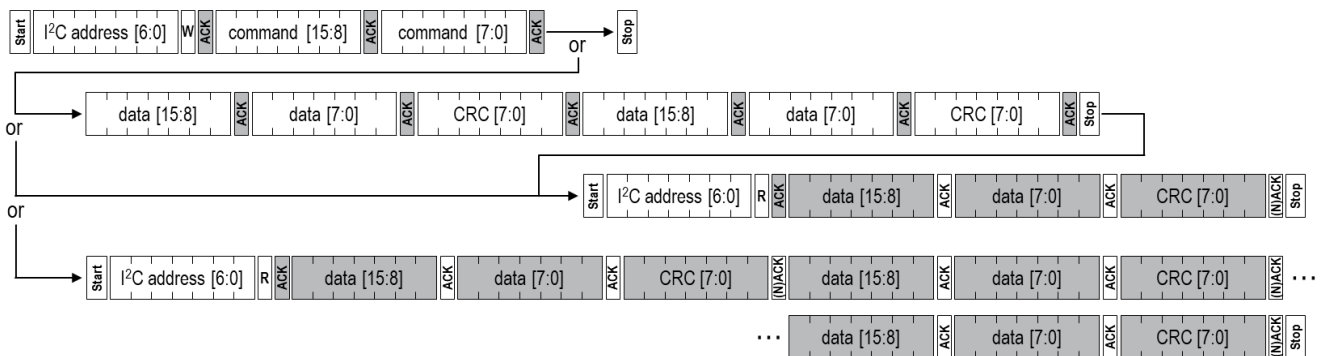 Start I²C address [6:0] W ACK command [15:8] ACK command [7:0] ACK or Stop
or data [15:8] ACK data [7:0] ACK CRC [7:0] ACK data [15:8] ACK data [7:0] ACK CRC [7:0] ACK Stop
Start I²C address [6:0] R ACK data [15:8] ACK data [7:0] ACK CRC [7:0] (N)ACK Stop
or
Start I²C address [6:0] R ACK data [15:8] ACK data [7:0] ACK CRC [7:0] (N)ACK data [15:8] ACK data [7:0] ACK CRC [7:0] (N)ACK ...
... data [15:8] ACK data [7:0] ACK CRC [7:0] (N)ACK Stop